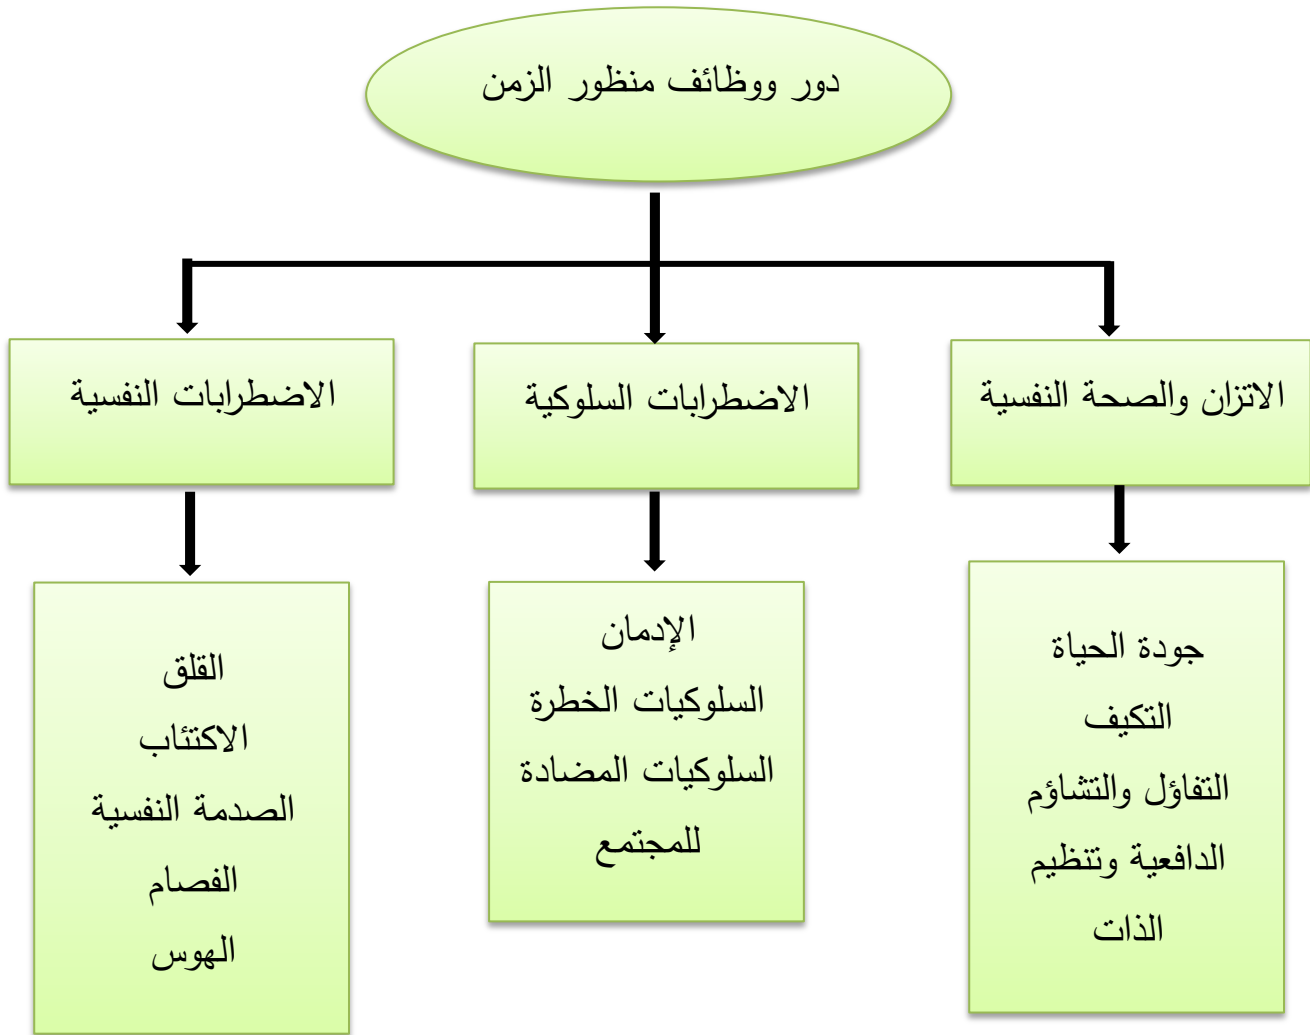 دور ووظائف منظور الزمن
الاتزان والصحة النفسية
الاضطرابات السلوكية
الاضطرابات النفسية
جودة الحياة
التكيف
التفاؤل والتشاؤم
الدافعية وتنظيم
الذات
الإدمان
السلوكيات الخطرة
السلوكيات المضادة
للمجتمع
القلق
الاكتئاب
الصدمة النفسية
الفصام
الهوس